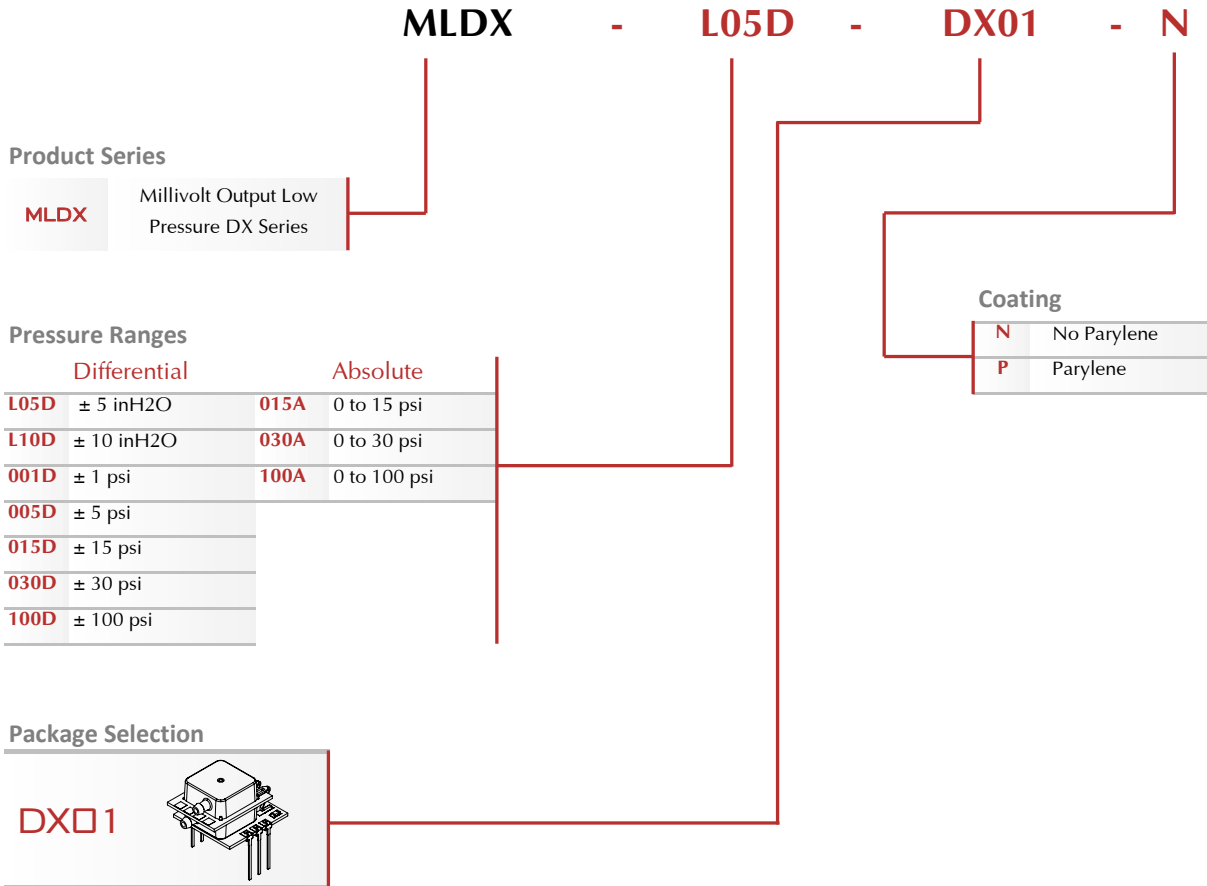 MLDX - L05D - DX01 - N
Product Series
MLDX Millivolt Output Low
Pressure DX Series
Coating
N No Parylene
P Parylene
Pressure Ranges
Differential Absolute
L05D ± 5 inH2O 015A 0 to 15 psi
L10D ± 10 inH2O 030A 0 to 30 psi
001D ± 1 psi 100A 0 to 100 psi
005D ± 5 psi
015D ± 15 psi
030D ± 30 psi
100D ± 100 psi
Package Selection
DX01